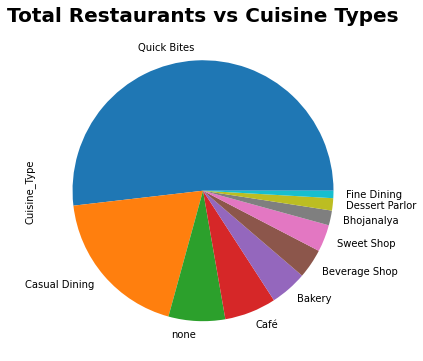 Total Restaurants vs Cuisine Types
Quick Bites
Cuisine_Type
Fine Dining
Dessert Parlor
Bhojanalya
Sweet Shop
Beverage Shop
Bakery
Café
none
Casual Dining